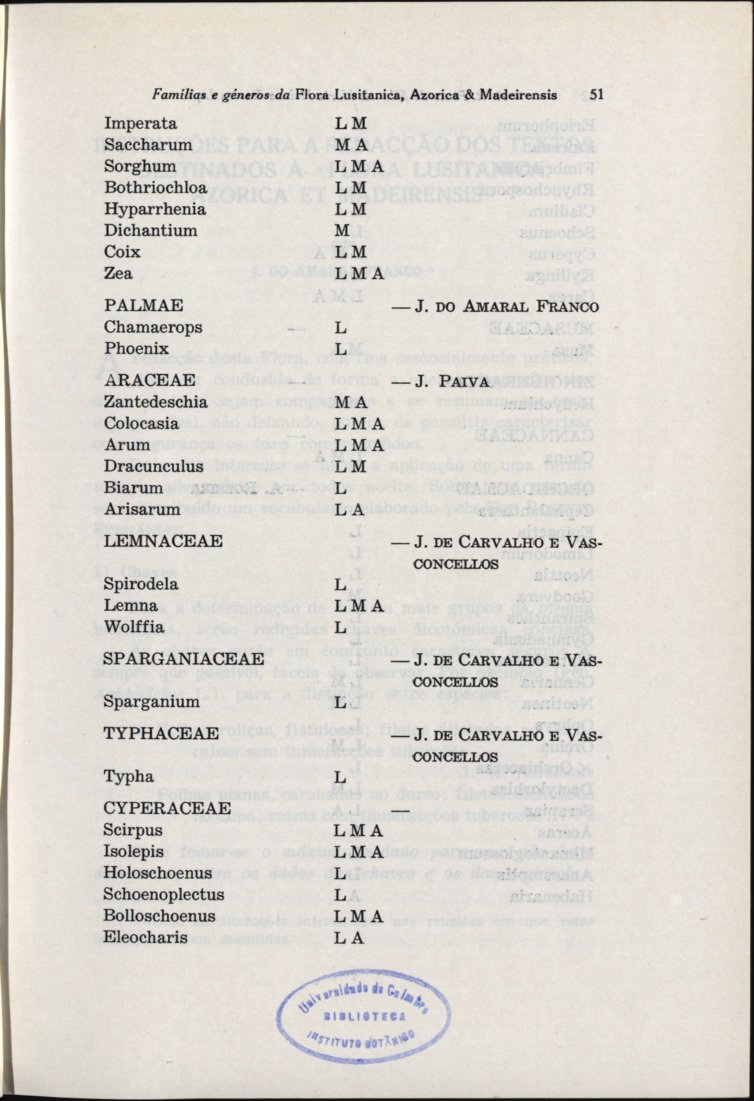 Famílias e géneros da Flora Lusitanica, Azorica & Madeirensis 51
Imperata L M
Saccharum M A
Sorghum L M A
Bothriochloa L M
Hyparrhenia L M
Dichantium M
Coix L M
Zea L M A
PALMAE — J. DO AMARAL FRANCO
Chamaerops L
Phoenix L
ARACEAE — J. PAIVA
Zantedeschia M A
Colocasia L M A
Arum L M A
Dracunculus L M
Biarum L
Arisarum L A
LEMNACEAE — J. DE CARVALHO E VAS-
CONCELLOS
Spirodela L
Lemna L M A
Wolffia L
SPARGANIACEAE — J. DE CARVALHO E VAS-
CONCELLOS
Sparganium L
TYPHACEAE — J. DE CARVALHO E VAS-
CONCELLOS
Typha L
CYPERACEAE —
Scirpus L M A
Isolepis L M A
Holoschoenus L
Schoenoplectus L A
Bolloschoenus L M A
Eleocharis L A
Universidade de Coimbra
BIBLIOTECA
INSTITUTO BOTÂNICO